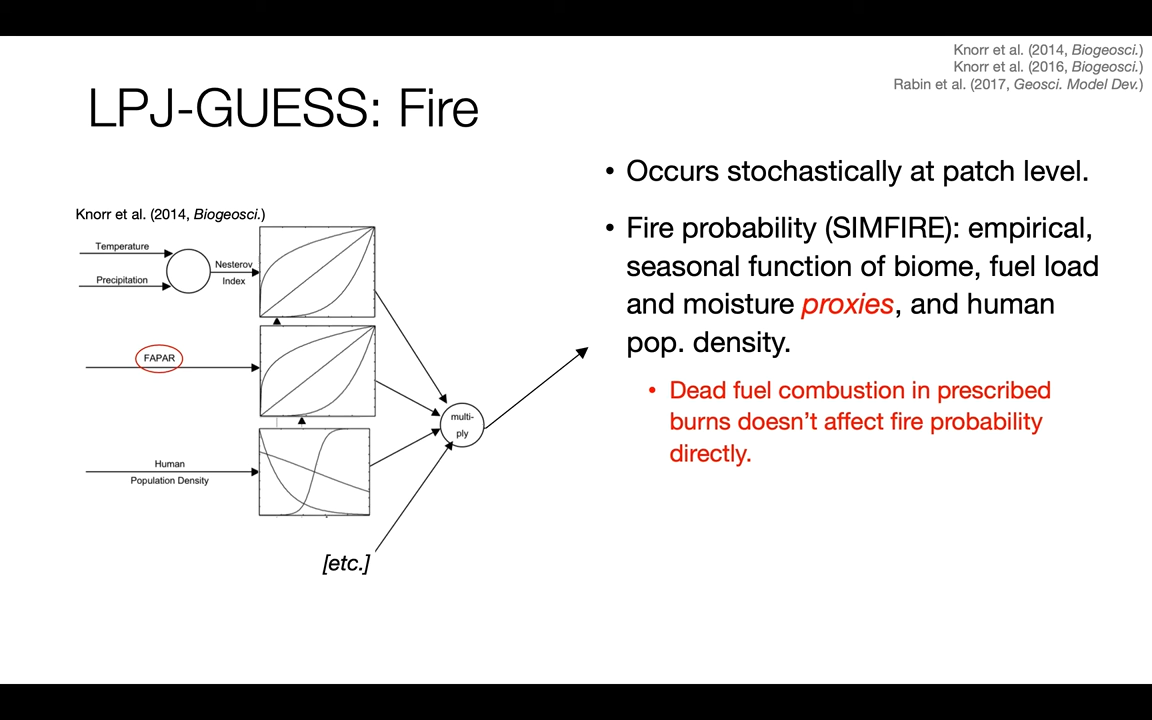 Knorr et al. (2014, Biogeosci.)
Knorr et al. (2016, Biogeosci.)
Rabin et al. (2017, Geosci. Model Dev.)
LPJ-GUESS: Fire
Knorr et al. (2014, Biogeosci.)
Temperature
Precipitation
Nesterov
Index
FAPAR
Human
Population Density
multi-
ply
[etc.]
• Occurs stochastically at patch level.
• Fire probability (SIMFIRE): empirical,
seasonal function of biome, fuel load
and moisture proxies, and human
pop. density.
• Dead fuel combustion in prescribed
burns doesn’t affect fire probability
directly.